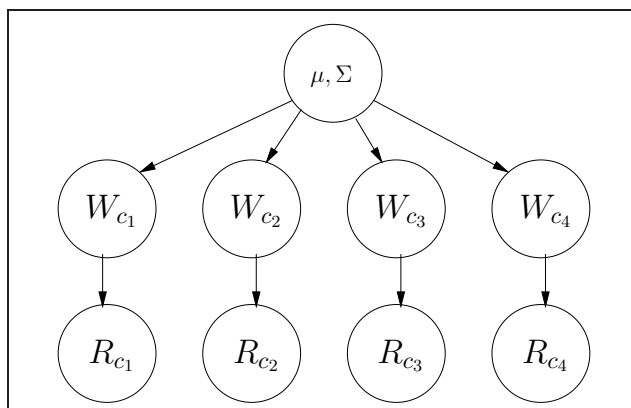 μ, Σ
W_{c_1} W_{c_2} W_{c_3} W_{c_4}
R_{c_1} R_{c_2} R_{c_3} R_{c_4}